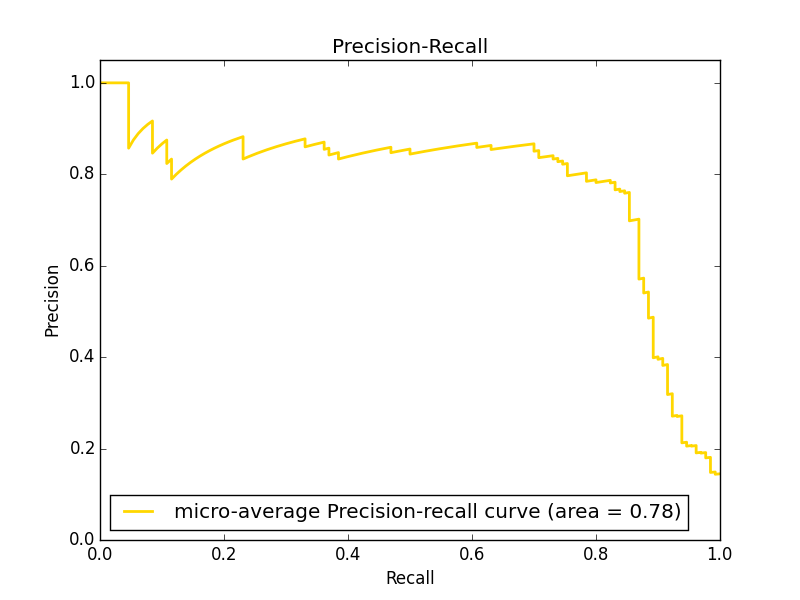 Precision-Recall
1.0
0.8
0.6
0.4
0.2
0.0
Precision
micro-average Precision-recall curve (area = 0.78)
0.0 0.2 0.4 0.6 0.8 1.0
Recall